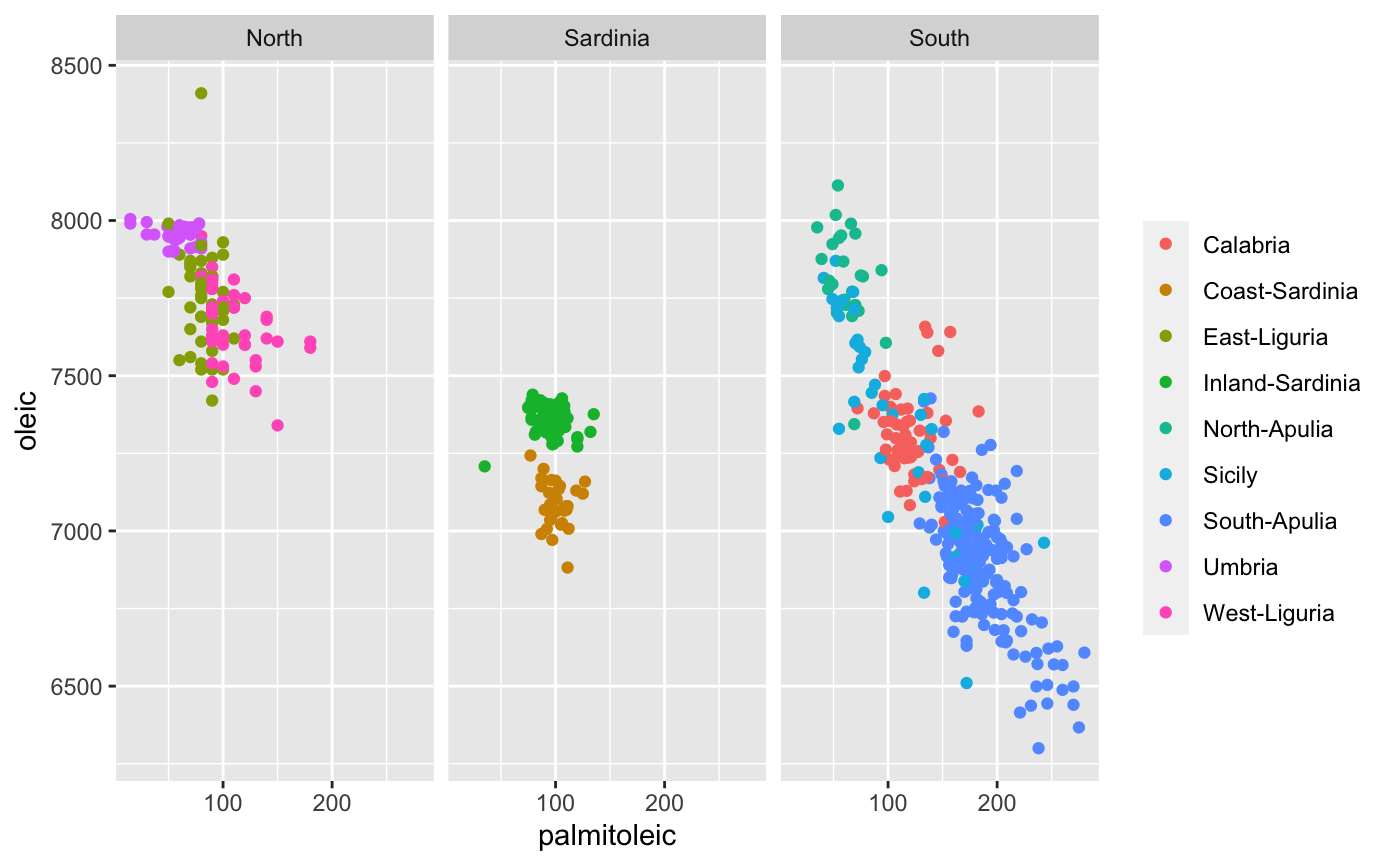 North Sardinia South
8500
8000
7500
7000
6500
oleic
100 200 100 200 100 200
palmitoleic
Calabria
Coast-Sardinia
East-Liguria
Inland-Sardinia
North-Apulia
Sicily
South-Apulia
Umbria
West-Liguria